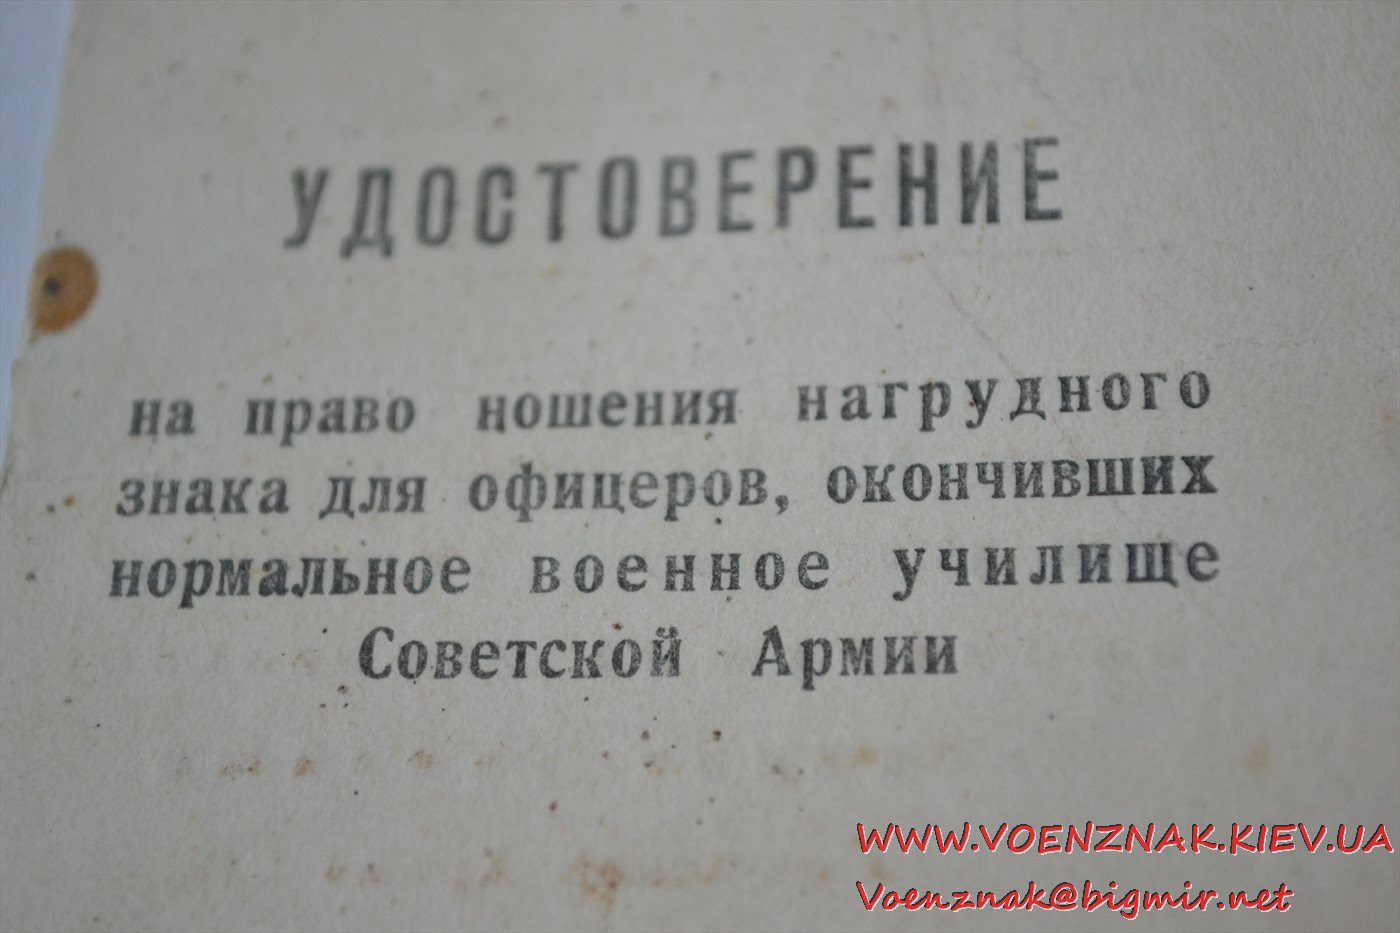 УДОСТОВЕРЕНИЕ
на право ношения нагрудного
знака для офицеров, окончивших
нормальное военное училище
Советской Армии
WWW.VOENZNAK.KIEV.UA
Voenznak@bigmir.net